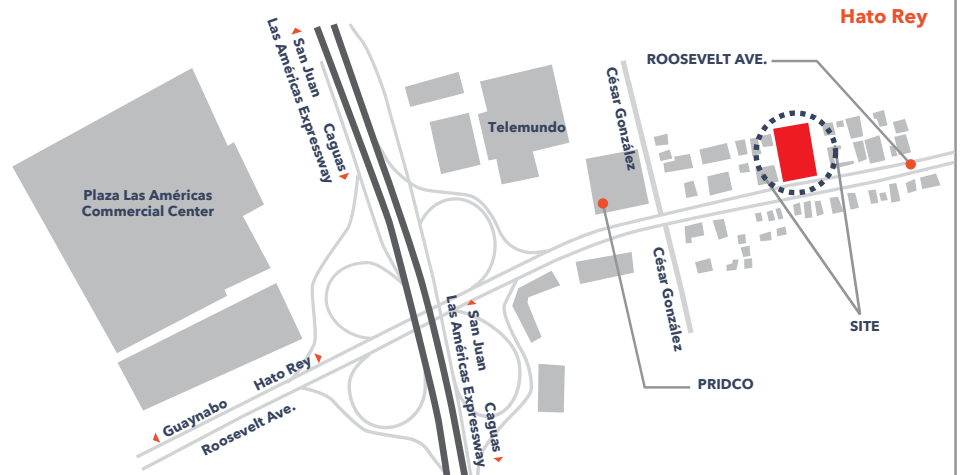 Hato Rey
ROOSEVELT AVE.
San Juan
Las Américas Expressway
Caguas
César González
Telemundo
Plaza Las Américas
Commercial Center
César González
SITE
San Juan
Las Américas Expressway
Caguas
Hato Rey
Guaynabo
Roosevelt Ave.
PRIDCO